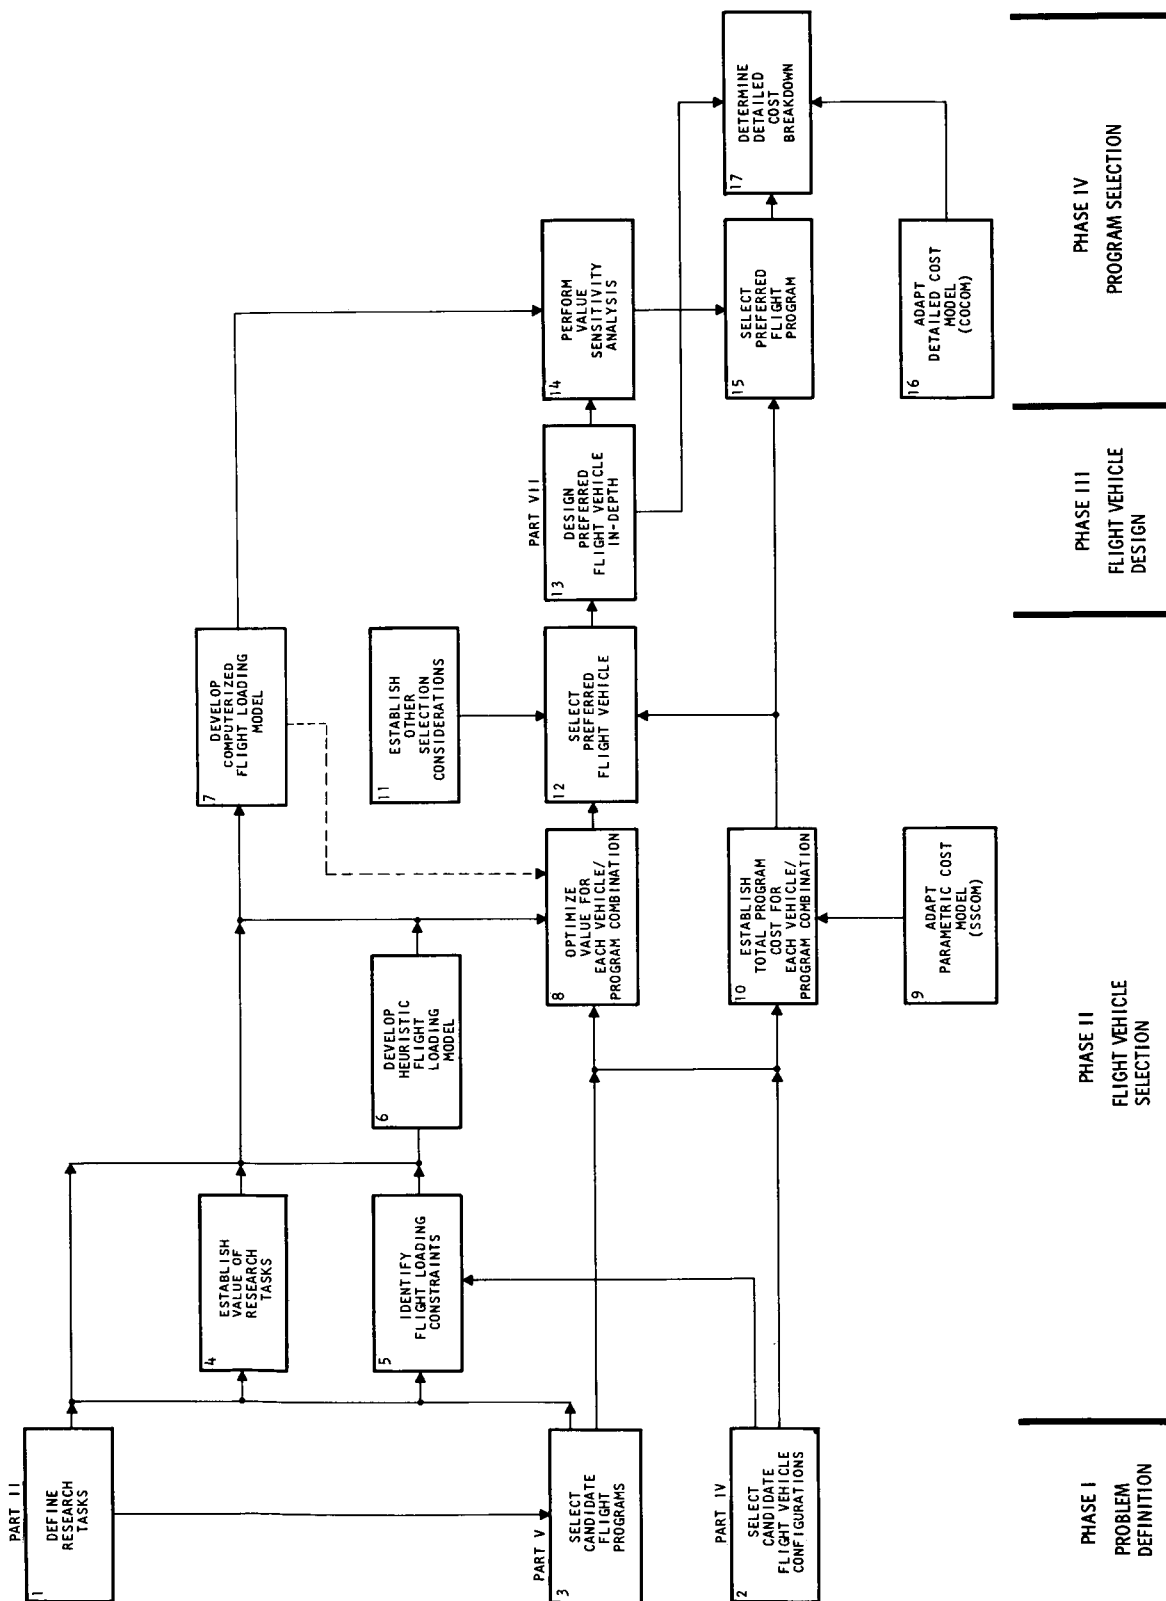 PART II
1
DEFINE
RESEARCH
TASKS
PART V
3
SELECT
CANDIDATE
FLIGHT
PROGRAMS
PART IV
2
SELECT
CANDIDATE
FLIGHT VEHICLE
CONFIGURATIONS
4
ESTABLISH
VALUE OF
RESEARCH
TASKS
5
IDENTIFY
FLIGHT LOADING
CONSTRAINTS
6
DEVELOP
HEURISTIC
FLIGHT
LOADING
MODEL
7
DEVELOP
COMPUTERIZED
FLIGHT LOADING
MODEL
8
OPTIMIZE
VALUE FOR
EACH VEHICLE/
PROGRAM COMBINATION
10
ESTABLISH
TOTAL PROGRAM
COST FOR
EACH VEHICLE/
PROGRAM COMBINATION
9
ADAPT
PARAMETRIC COST
MODEL
(SSCOM)
11
ESTABLISH
OTHER
SELECTION
CONSIDERATIONS
12
SELECT
PREFERRED
FLIGHT VEHICLE
PART VII
13
DESIGN
PREFERRED
FLIGHT VEHICLE
IN-DEPTH
14
PERFORM
VALUE
SENSITIVITY
ANALYSIS
15
SELECT
PREFERRED
FLIGHT
PROGRAM
16
ADAPT
DETAILED COST
MODEL
(COCOM)
17
DETERMINE
DETAILED
COST
BREAKDOWN
PHASE I
PROBLEM
DEFINITION
PHASE II
FLIGHT VEHICLE
SELECTION
PHASE III
FLIGHT VEHICLE
DESIGN
PHASE IV
PROGRAM SELECTION